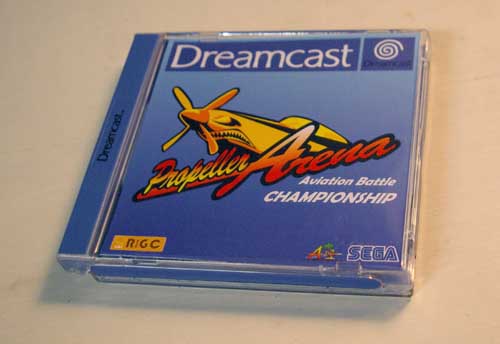 Dreamcast
Dreamcast
Dreamcast
Propeller Arena
Aviation Battle
CHAMPIONSHIP
RGC
SEGA